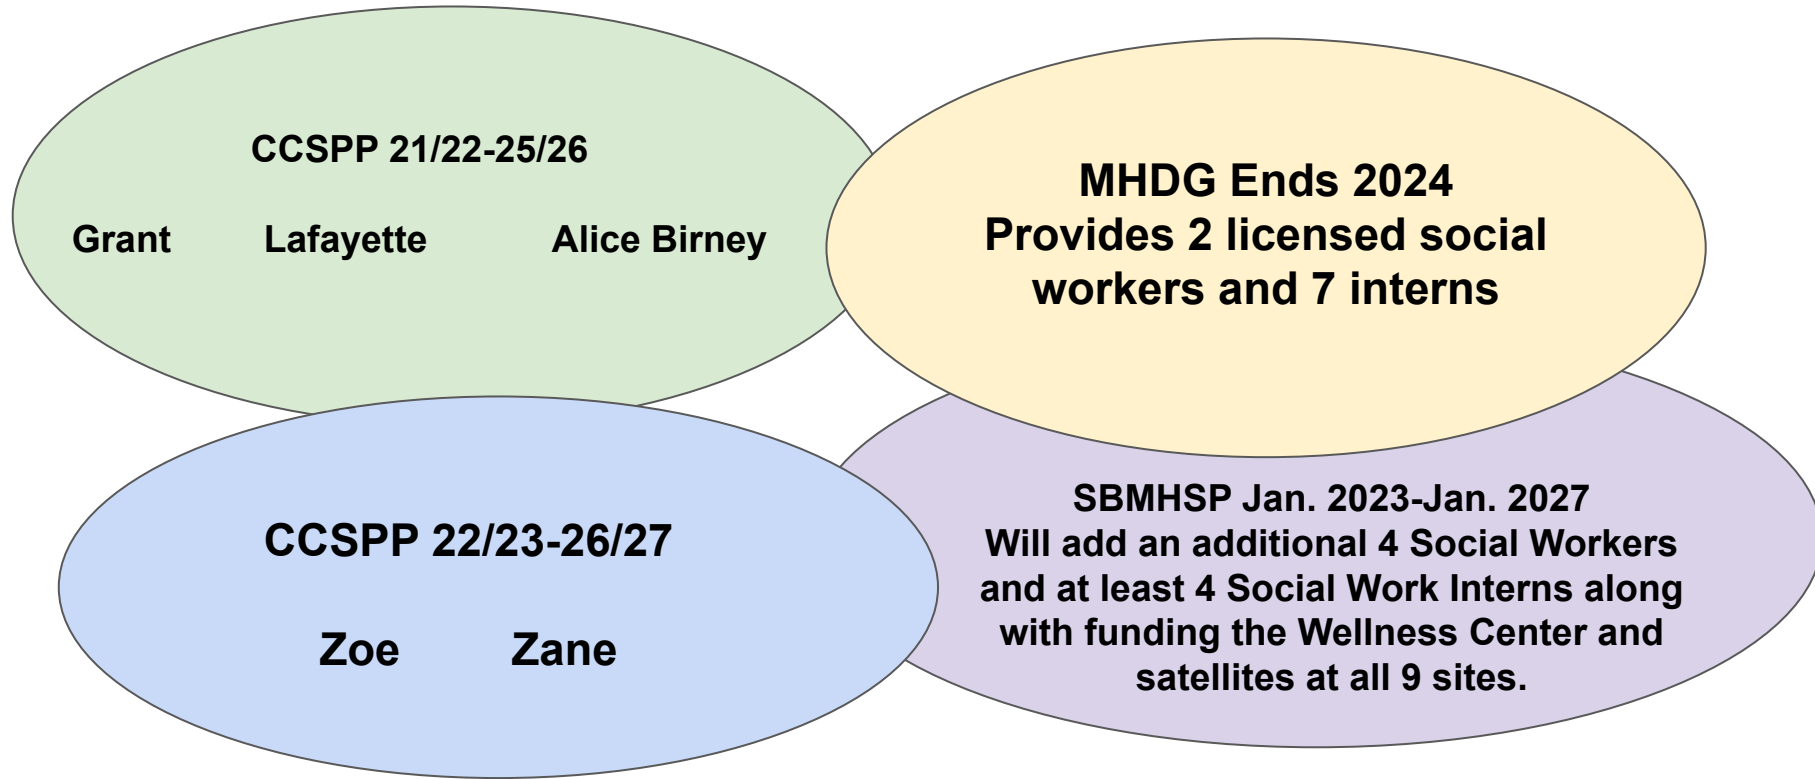 CCSPP 21/22-25/26
Grant Lafayette Alice Birney
MHDG Ends 2024
Provides 2 licensed social
workers and 7 interns
CCSPP 22/23-26/27
Zoe Zane
SBMHSP Jan. 2023-Jan. 2027
Will add an additional 4 Social Workers
and at least 4 Social Work Interns along
with funding the Wellness Center and
satellites at all 9 sites.